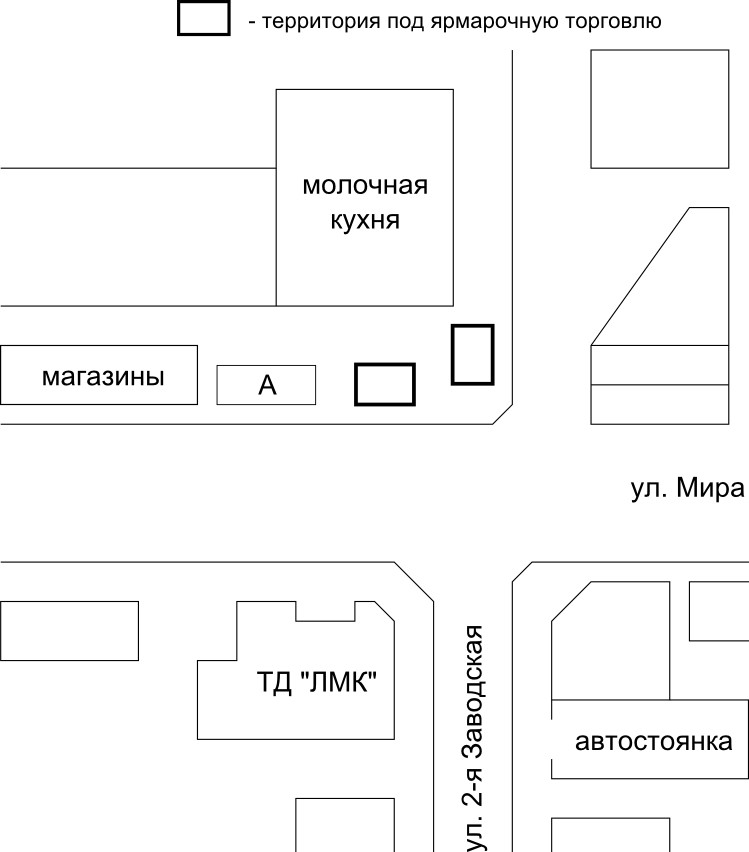 - территория под ярмарочную торговлю
молочная
кухня
магазины
А
ул. Мира
ТД "ЛМК"
ул. 2-я Заводская
автостоянка